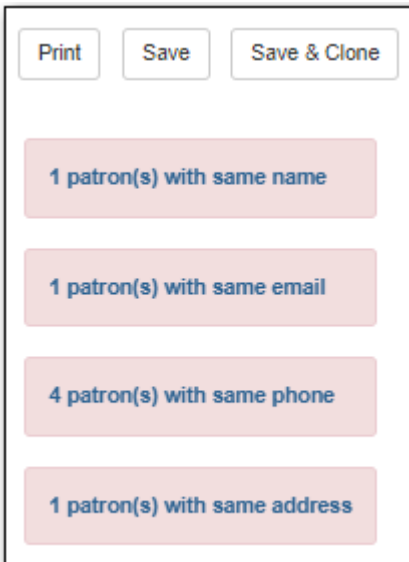 Print Save Save & Clone
1 patron(s) with same name
1 patron(s) with same email
4 patron(s) with same phone
1 patron(s) with same address